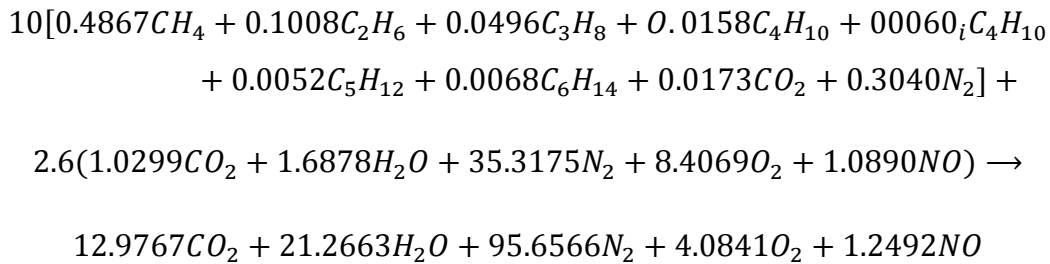 10[0.4867CH₄ + 0.1008C₂H₆ + 0.0496C₃H₈ + O.0158C₄H₁₀ + 00060ᵢC₄H₁₀
+ 0.0052C₅H₁₂ + 0.0068C₆H₁₄ + 0.0173CO₂ + 0.3040N₂] +
2.6(1.0299CO₂ + 1.6878H₂O + 35.3175N₂ + 8.4069O₂ + 1.0890NO) ⟶
12.9767CO₂ + 21.2663H₂O + 95.6566N₂ + 4.0841O₂ + 1.2492NO